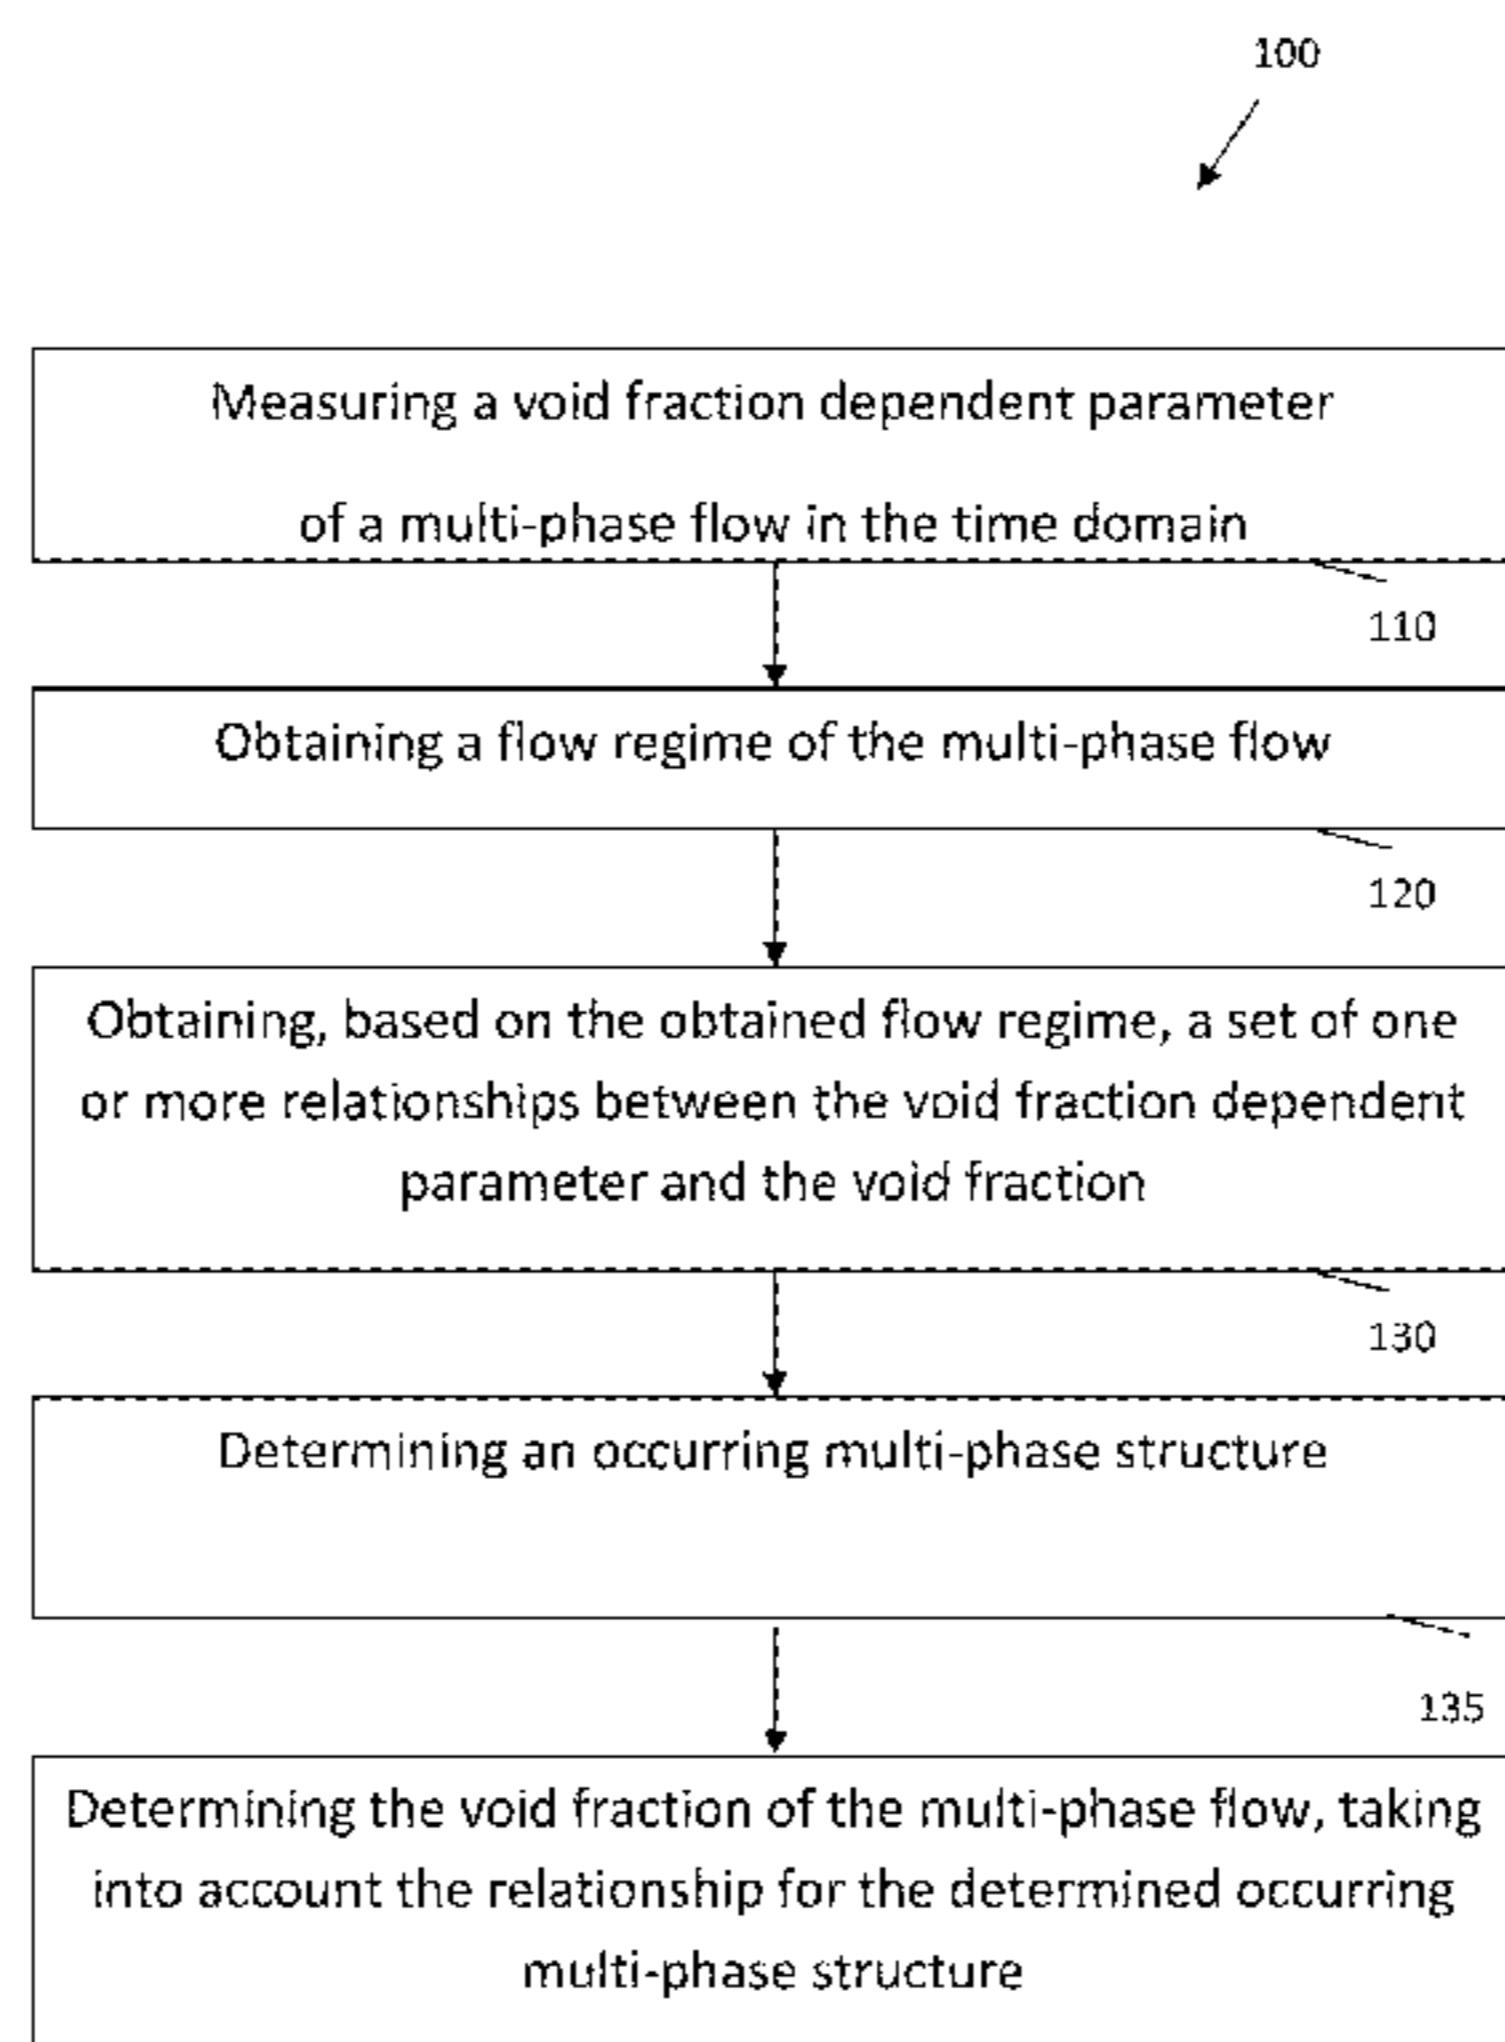 100
Measuring a void fraction dependent parameter
of a multi-phase flow in the time domain
110
Obtaining a flow regime of the multi-phase flow
120
Obtaining, based on the obtained flow regime, a set of one
or more relationships between the void fraction dependent
parameter and the void fraction
130
Determining an occurring multi-phase structure
135
Determining the void fraction of the multi-phase flow, taking
into account the relationship for the determined occurring
multi-phase structure